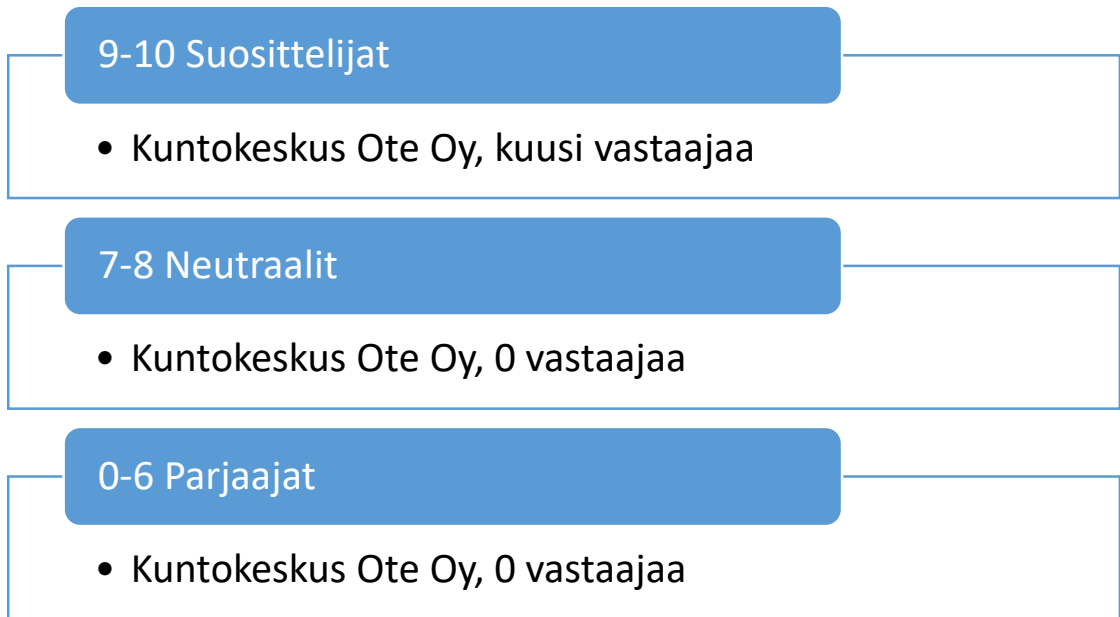 9-10 Suosittelijat
• Kuntokeskus Ote Oy, kuusi vastaajaa
7-8 Neutraalit
• Kuntokeskus Ote Oy, 0 vastaajaa
0-6 Parjaajat
• Kuntokeskus Ote Oy, 0 vastaajaa